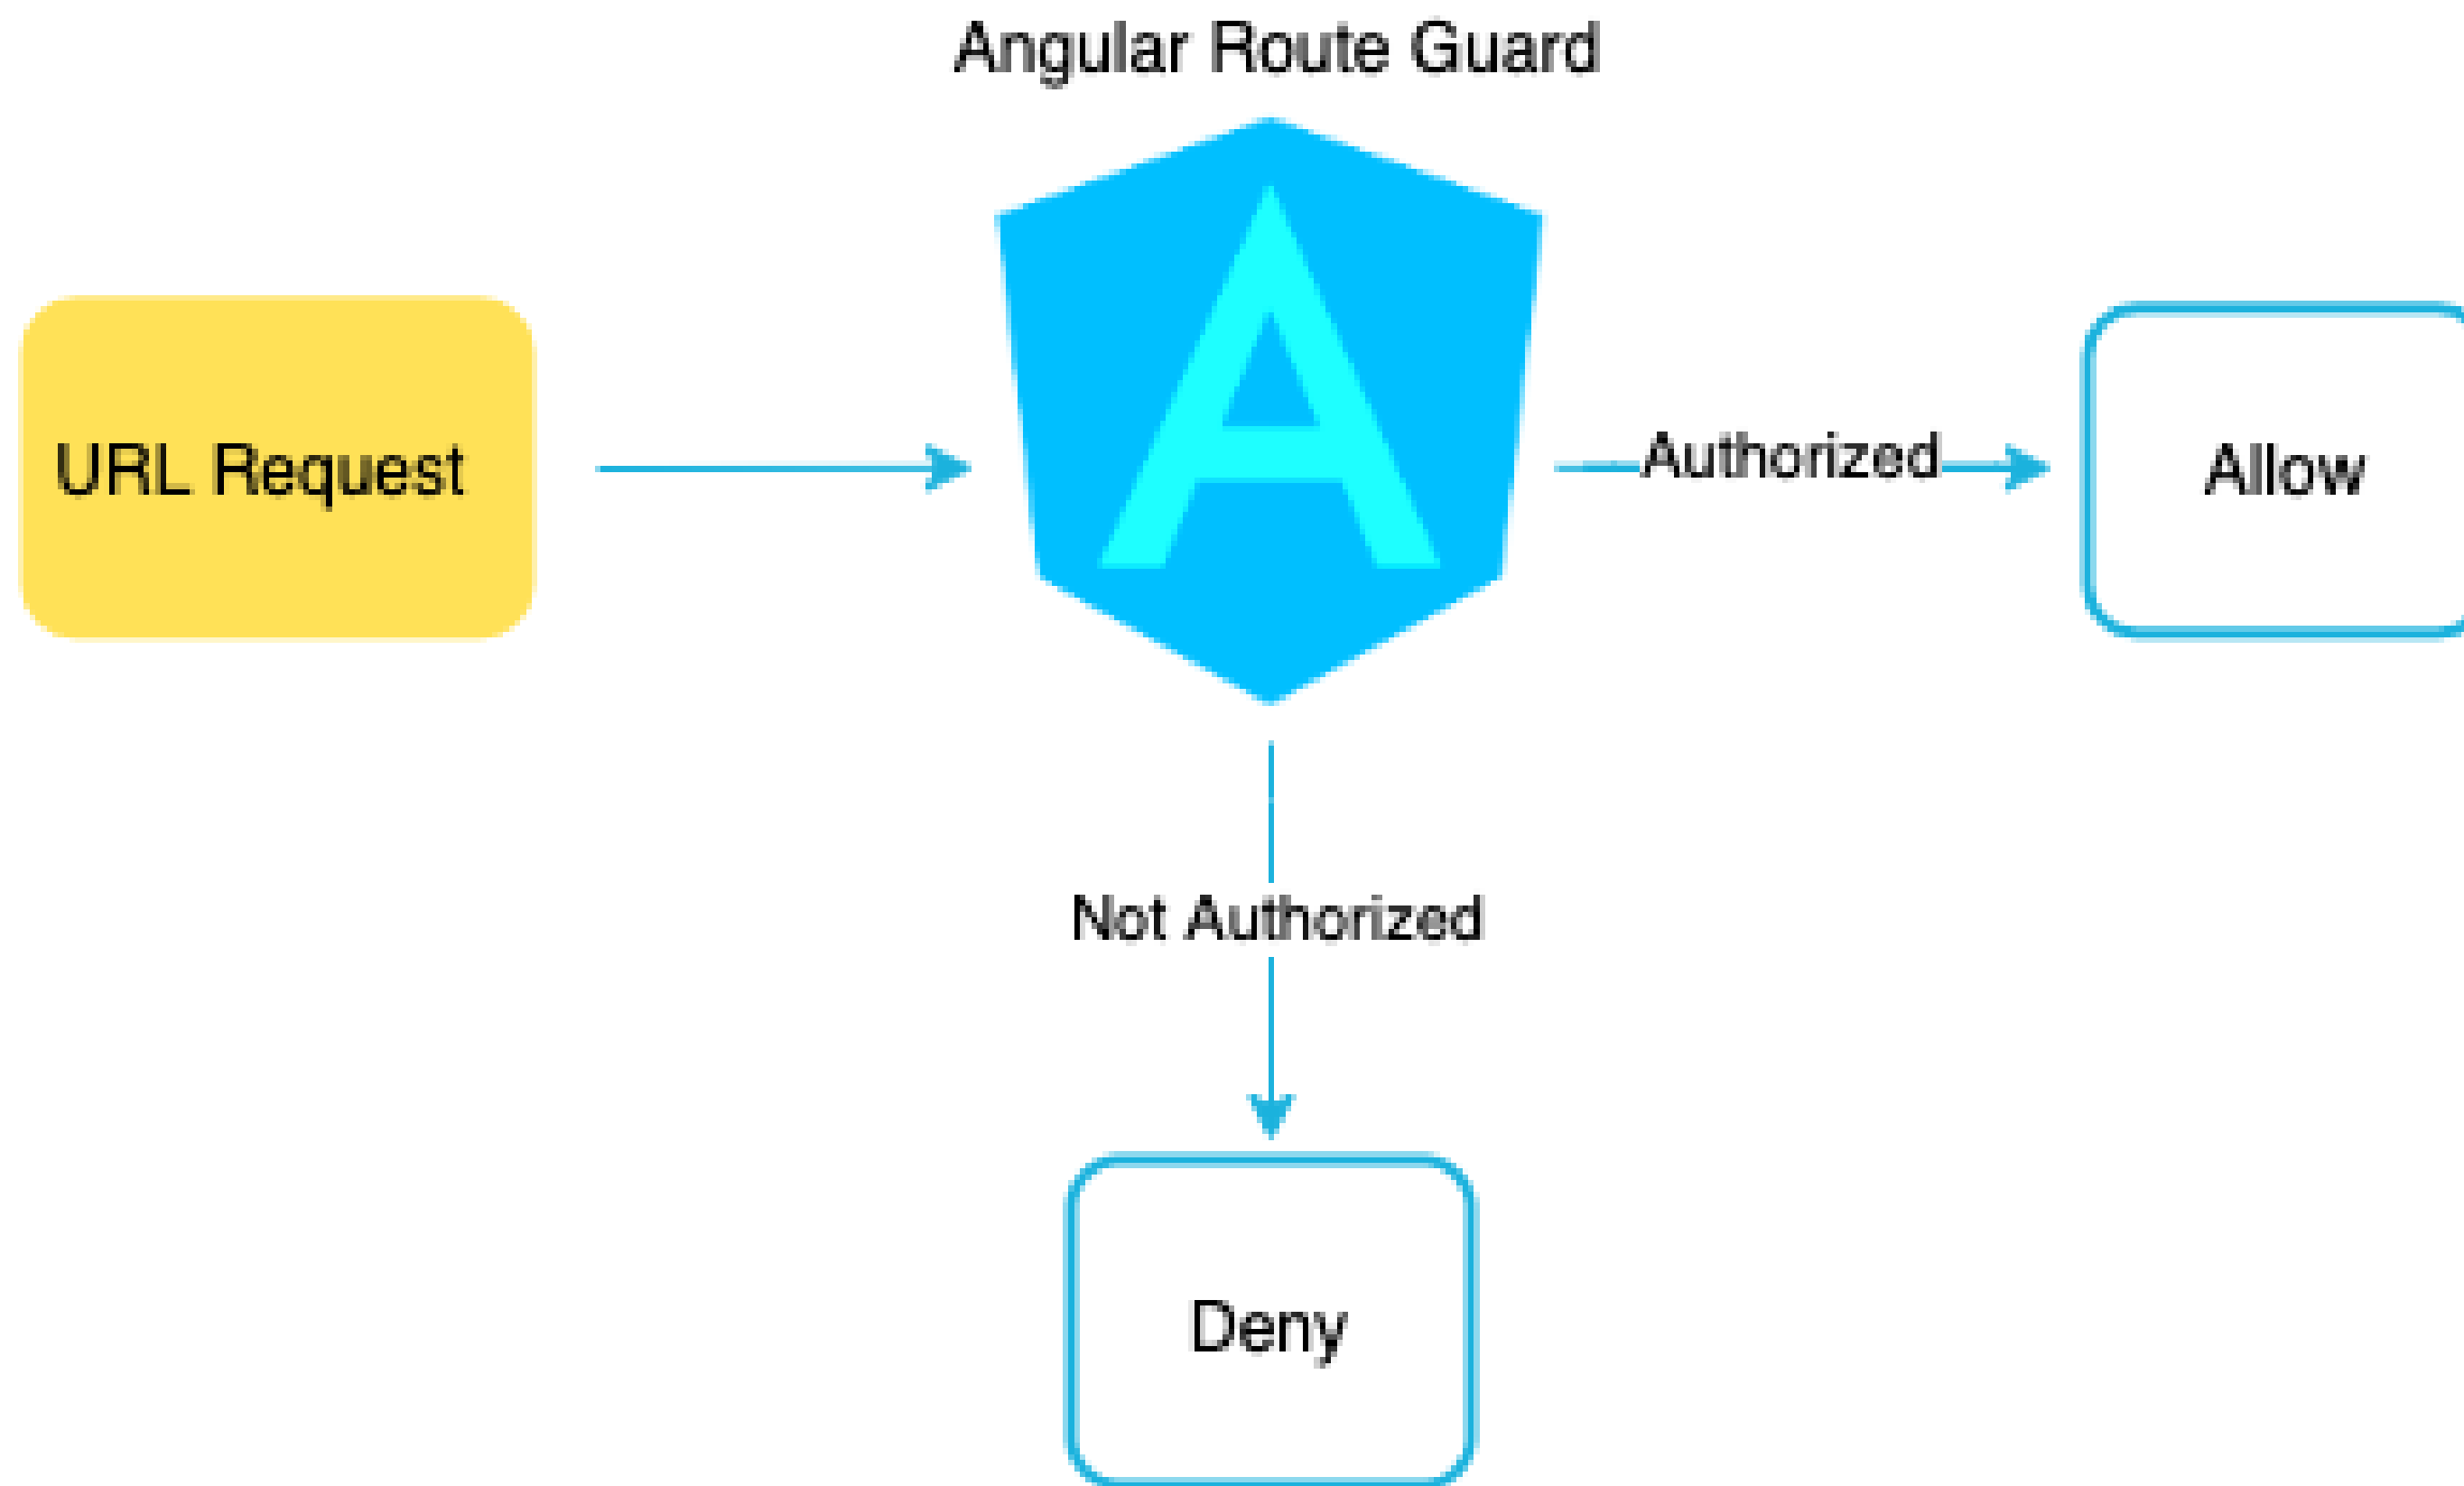 Angular Route Guard
URL Request
Authorized
Allow
Not Authorized
Deny